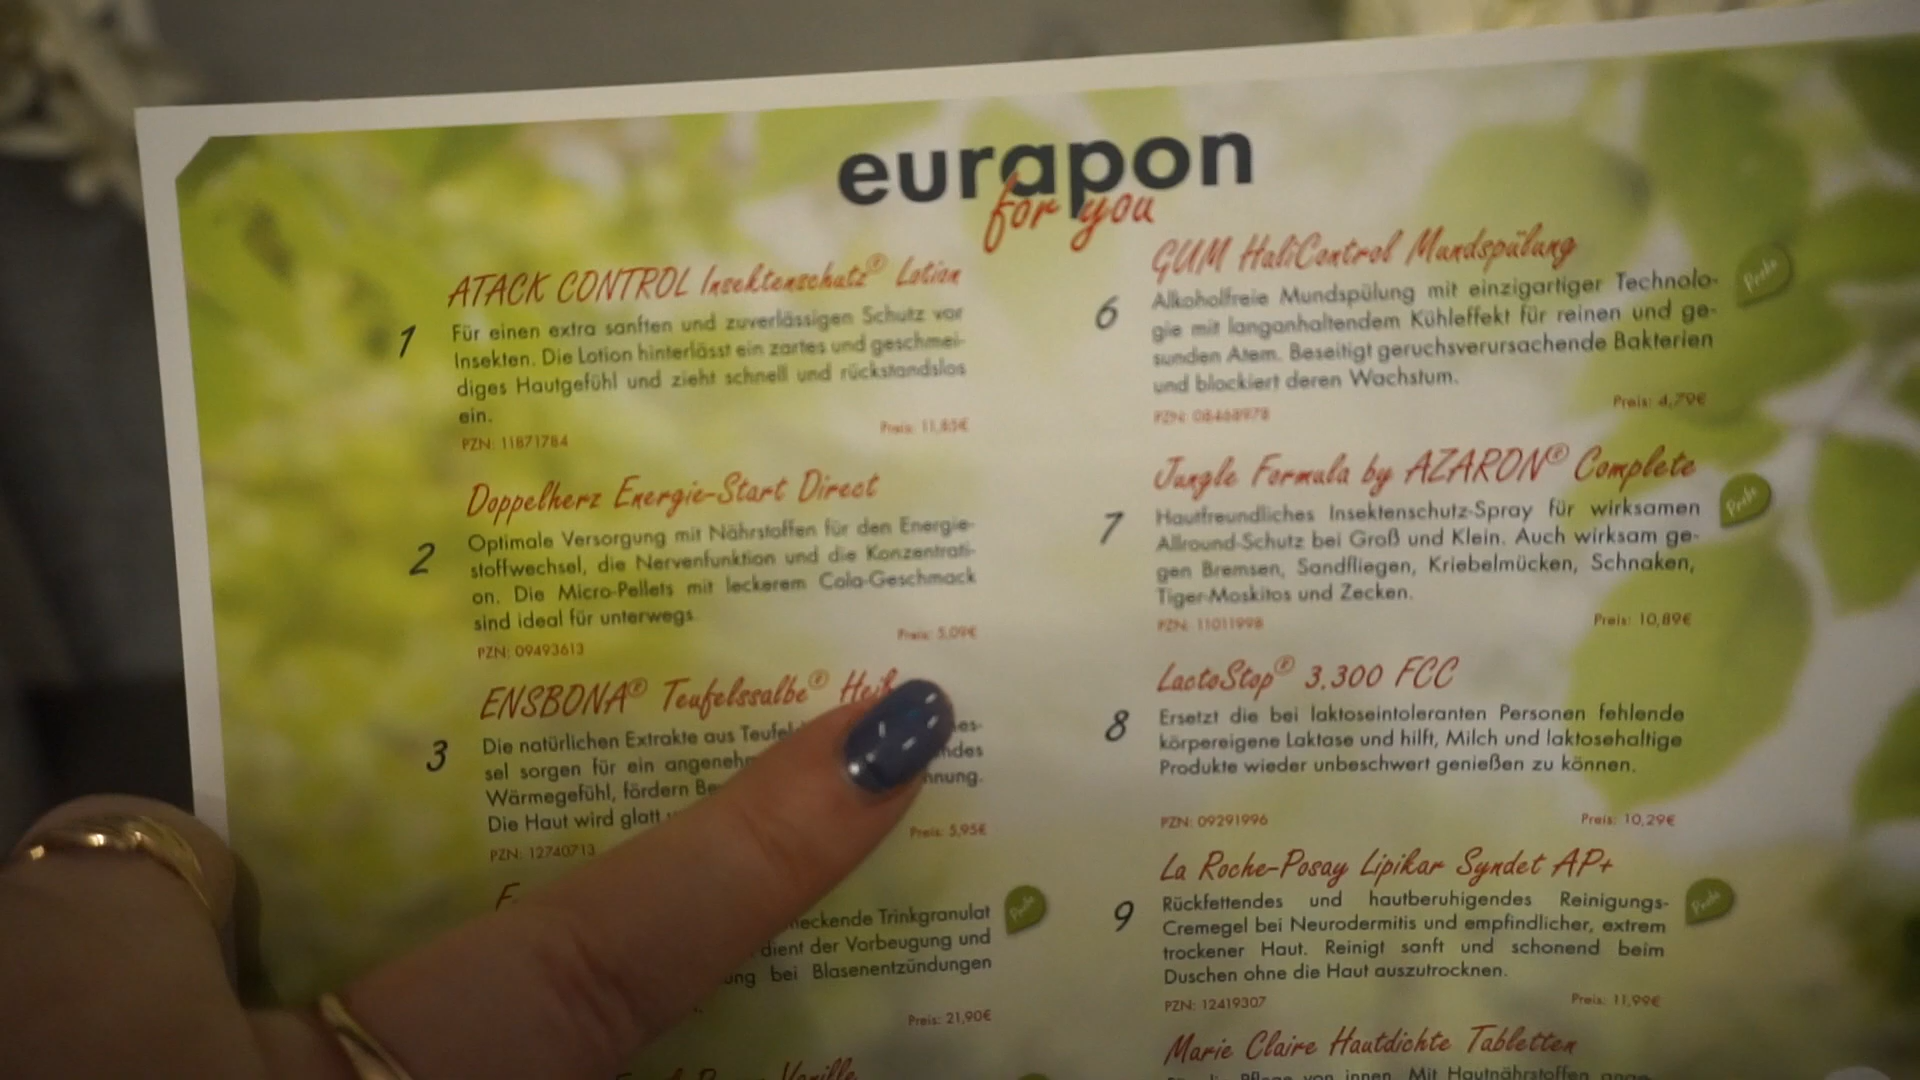 eurapon
for you
ATACK CONTROL Insektenschutz® Lotion
1
Für einen extra sanften und zuverlässigen Schutz vor
Insekten. Die Lotion hinterlässt ein zartes und geschmei-
diges Hautgefühl und zieht schnell und rückstandslos
ein.
PZN: 11871784
Preis: 11,85€
Doppelherz Energie-Start Direct
2
Optimale Versorgung mit Nährstoffen für den Energie-
stoffwechsel, die Nervenfunktion und die Konzentrati-
on. Die Micro-Pellets mit leckerem Cola-Geschmack
sind ideal für unterwegs.
PZN: 09493613
Preis: 5,09€
ENSBONA® Teufelssalbe®
3
Die natürlichen Extrakte aus
sel sorgen für ein
Wärmegefühl, fördern
Die Haut wird glatt
PZN: 12740713
Preis: 5,95€
Trinkgranulat
dient der Vorbeugung und
bei Blasenentzündungen
Probe
Preis: 21,90€
Vanille
GUM HaliControl Mundspülung
6
Alkoholfreie Mundspülung mit einzigartiger Technolo-
gie mit langanhaltendem Kühleffekt für reinen und ge-
sunden Atem. Beseitigt geruchsverursachende Bakterien
und blockiert deren Wachstum.
PZN: 08468978
Preis: 4,79€
Probe
Jungle Formula by AZARON® Complete
7
Hautfreundliches Insektenschutz-Spray für wirksamen
Allround-Schutz bei Groß und Klein. Auch wirksam ge-
gen Bremsen, Sandfliegen, Kriebelmücken, Schnaken,
Tiger-Moskitos und Zecken.
PZN: 11011998
Preis: 10,89€
Probe
LactoStop® 3.300 FCC
8
Ersetzt die bei laktoseintoleranten Personen fehlende
körpereigene Laktase und hilft, Milch und laktosehaltige
Produkte wieder unbeschwert genießen zu können.
PZN: 09291996
Preis: 10,29€
La Roche-Posay Lipikar Syndet AP+
9
Rückfettendes und hautberuhigendes Reinigungs-
Cremegel bei Neurodermitis und empfindlicher, extrem
trockener Haut. Reinigt sanft und schonend beim
Duschen ohne die Haut auszutrocknen.
PZN: 12419307
Preis: 11,99€
Probe
Marie Claire Hautdichte Tabletten
Pflege von innen. Mit Hautnährstoffen